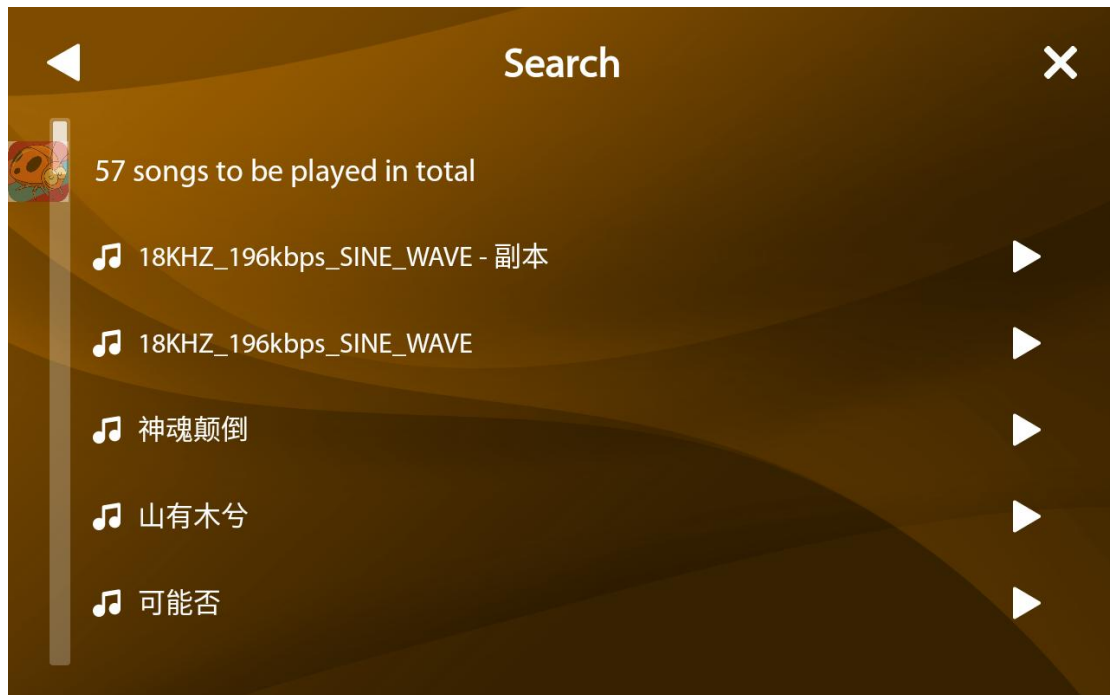 Search
57 songs to be played in total
18KHZ_196kbps_SINE_WAVE - 副本
18KHZ_196kbps_SINE_WAVE
神魂颠倒
山有木兮
可能否